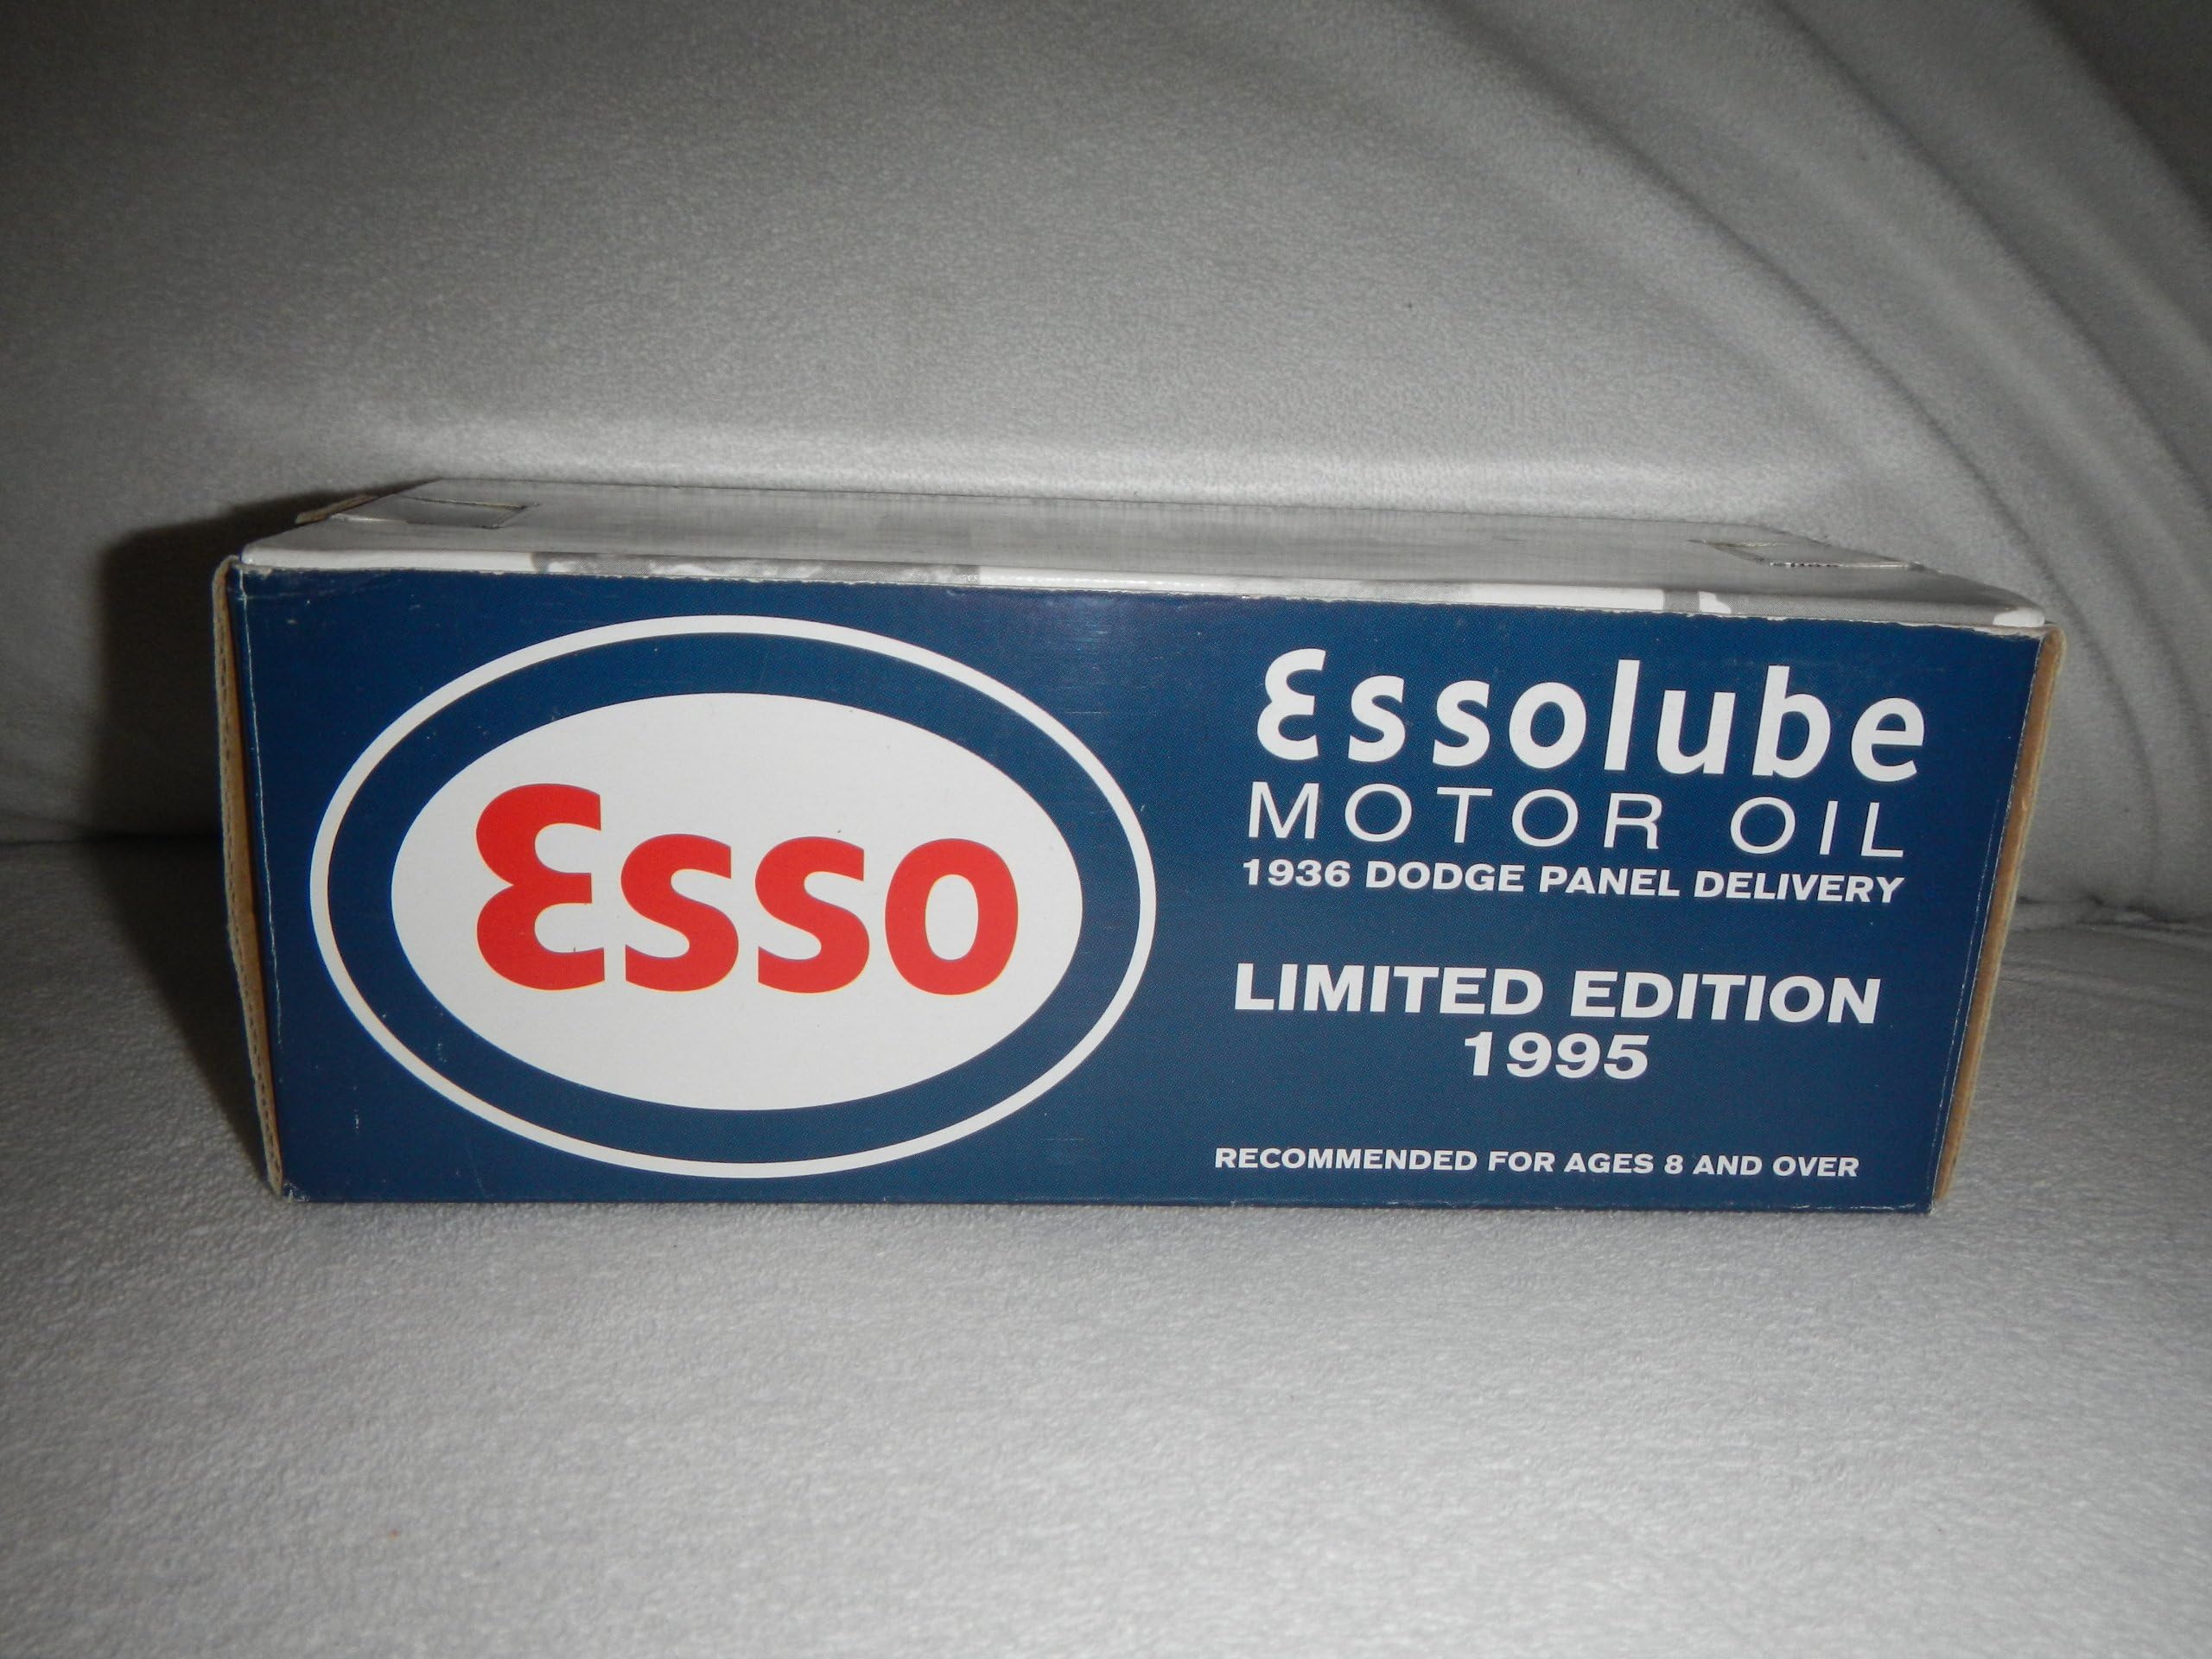 Esso
Essolube
MOTOR OIL
1936 DODGE PANEL DELIVERY
LIMITED EDITION
1995
RECOMMENDED FOR AGES 8 AND OVER